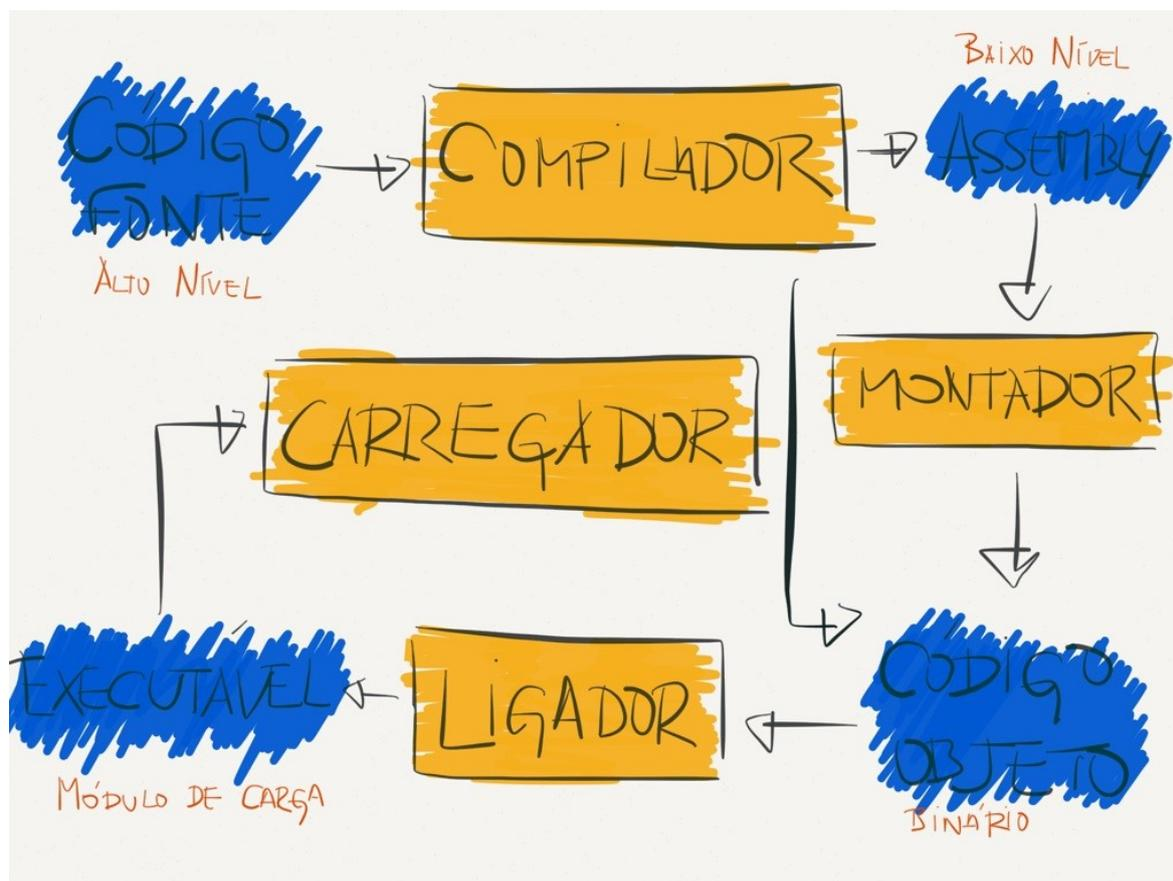 BAIXO NÍVEL
CÓDIGO
FONTE
COMPILADOR
ASSEMBLY
ALTO NÍVEL
MONTADOR
CARREGADOR
EXECUTÁVEL
LIGADOR
CÓDIGO
OBJETO
MÓDULO DE CARGA
BINÁRIO